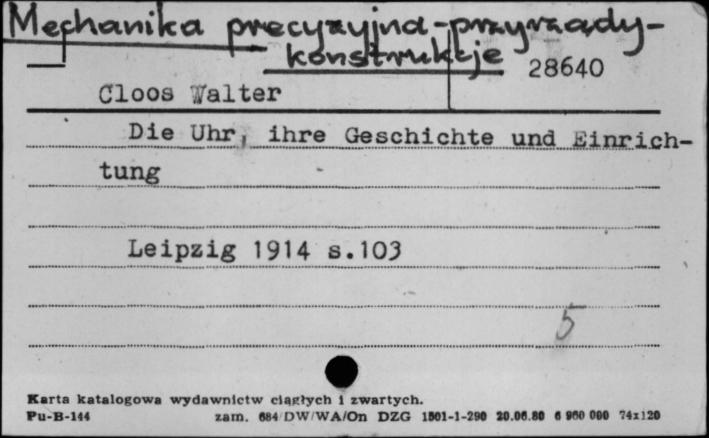 Mechanika precyzyjna-przyrządy-
konstrukcje
28640
Cloos Walter
Die Uhr, ihre Geschichte und Einrich-
tung
Leipzig 1914 s.103
5
Karta katalogowa wydawnictw ciągłych i zwartych.
Pu-B-144 zam. 684/DW/WA/On DZG 1501-1-290 20.06.80 6 960 000 74x120